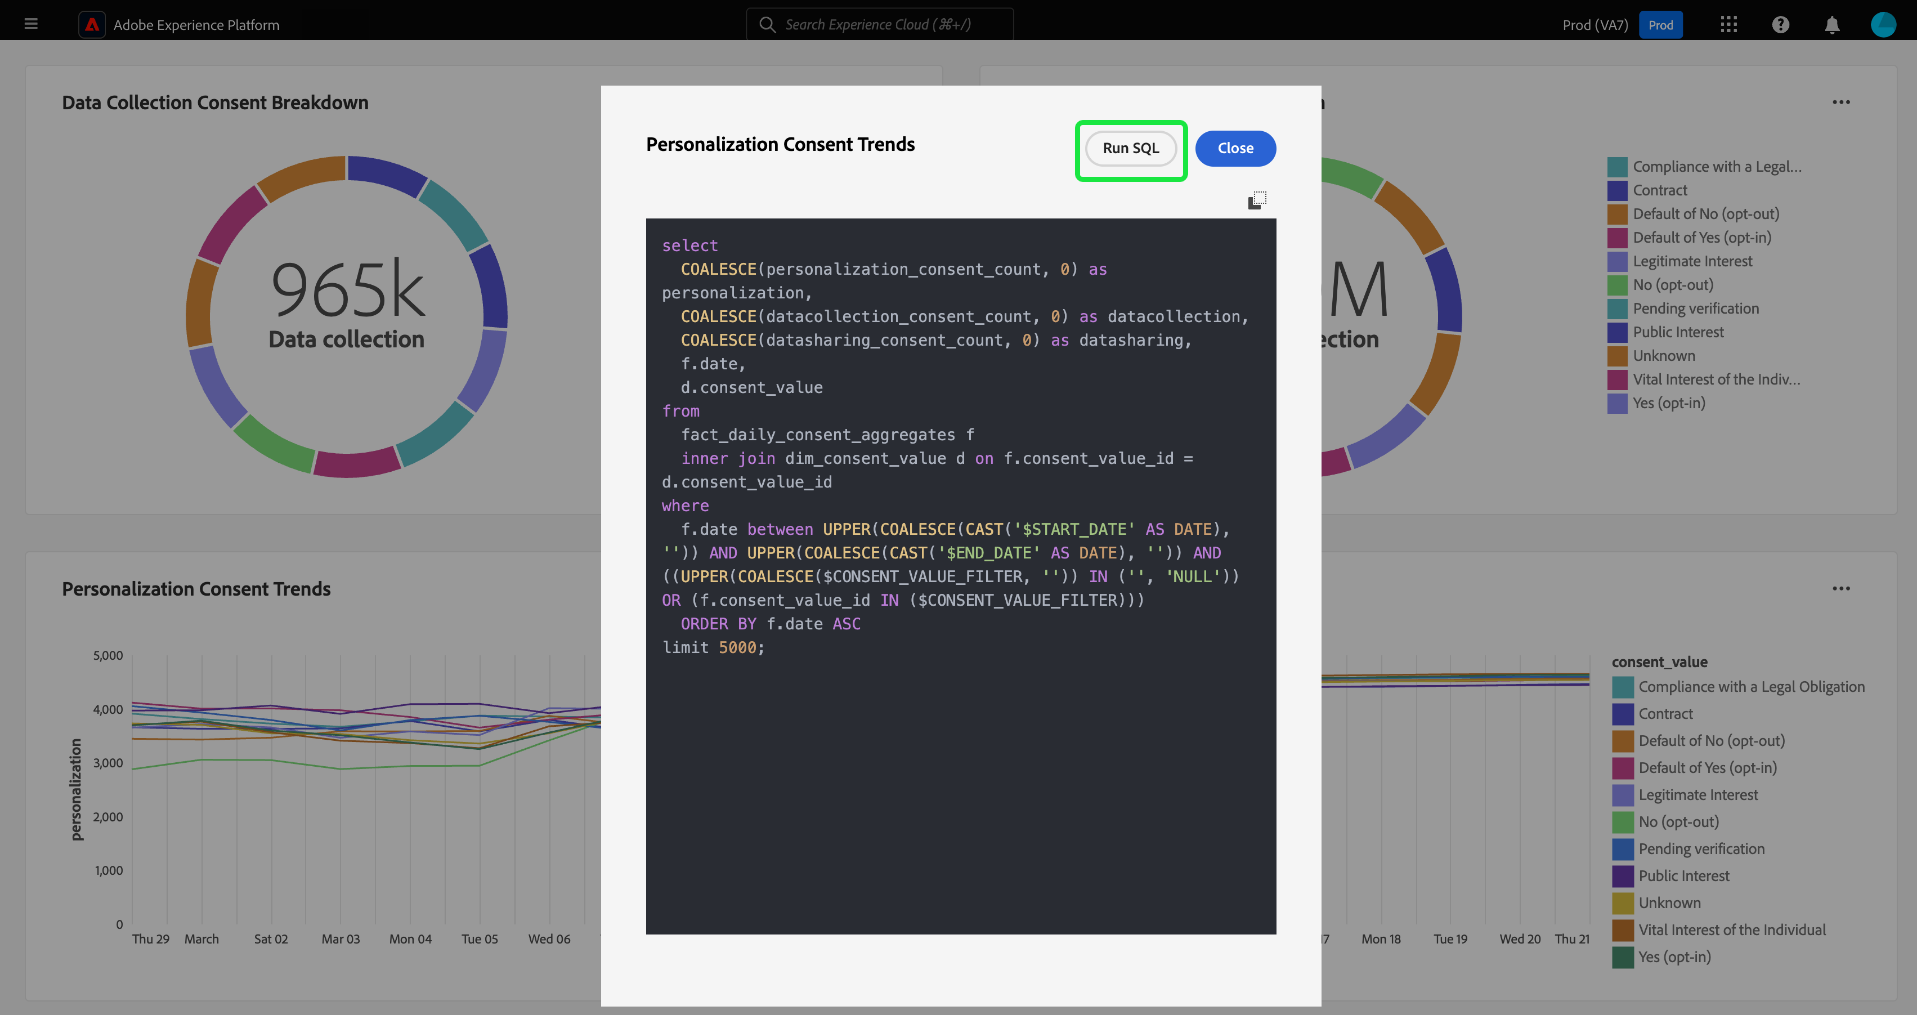 Adobe Experience Platform
Search Experience Cloud (⌘+/)
Prod (VA7)
Prod
Data Collection Consent Breakdown
965k
Data collection
Personalization Consent Trends
Run SQL
Close
select
COALESCE(personalization_consent_count, 0) as
personalization,
COALESCE(datacollection_consent_count, 0) as datacollection,
COALESCE(datasharing_consent_count, 0) as datasharing,
f.date,
d.consent_value
from
fact_daily_consent_aggregates f
inner join dim_consent_value d on f.consent_value_id =
d.consent_value_id
where
f.date between UPPER(COALESCE(CAST('$START_DATE' AS DATE),
'')) AND UPPER(COALESCE(CAST('$END_DATE' AS DATE), '')) AND
((UPPER(COALESCE($CONSENT_VALUE_FILTER, '')) IN ('', 'NULL'))
OR (f.consent_value_id IN ($CONSENT_VALUE_FILTER)))
ORDER BY f.date ASC
limit 5000;
M
ection
Compliance with a Legal...
Contract
Default of No (opt-out)
Default of Yes (opt-in)
Legitimate Interest
No (opt-out)
Pending verification
Public Interest
Unknown
Vital Interest of the Indiv...
Yes (opt-in)
Personalization Consent Trends
personalization
5,000
4,000
3,000
2,000
1,000
0
Thu 29 March Sat 02 Mar 03 Mon 04 Tue 05 Wed 06
7 Mon 18 Tue 19 Wed 20 Thu 21
consent_value
Compliance with a Legal Obligation
Contract
Default of No (opt-out)
Default of Yes (opt-in)
Legitimate Interest
No (opt-out)
Pending verification
Public Interest
Unknown
Vital Interest of the Individual
Yes (opt-in)